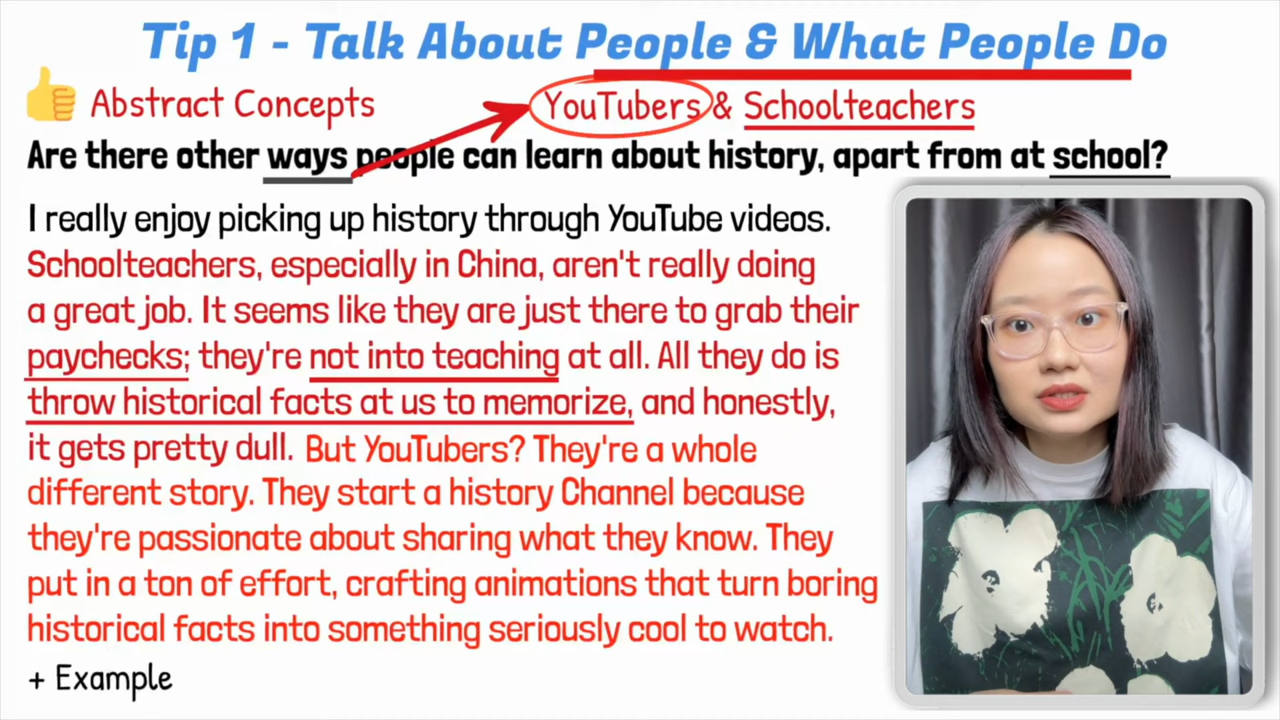 Tip 1 - Talk About People & What People Do
Abstract Concepts
YouTubers & Schoolteachers
Are there other ways people can learn about history, apart from at school?
I really enjoy picking up history through YouTube videos.
Schoolteachers, especially in China, aren't really doing
a great job. It seems like they are just there to grab their
paychecks; they're not into teaching at all. All they do is
throw historical facts at us to memorize, and honestly,
it gets pretty dull. But YouTubers? They're a whole
different story. They start a history Channel because
they're passionate about sharing what they know. They
put in a ton of effort, crafting animations that turn boring
historical facts into something seriously cool to watch.
+ Example